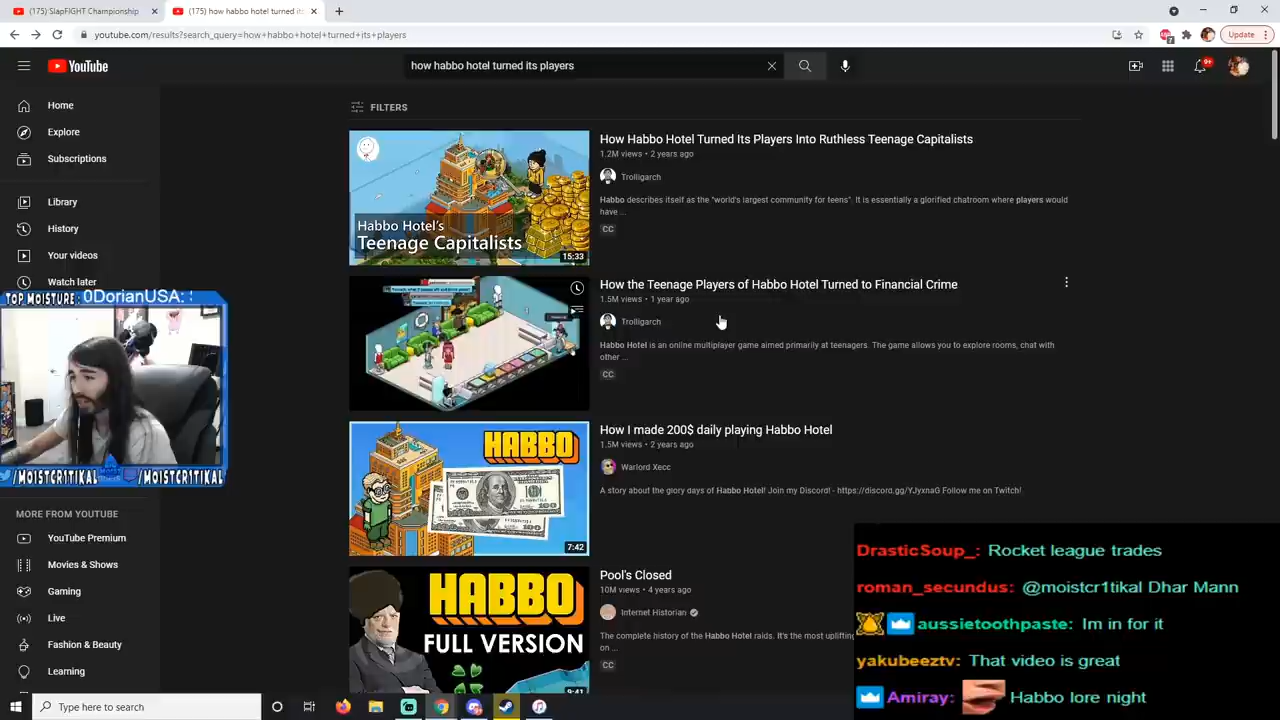 (175) SlapFIGHT Championship
(175) how habbo hotel turned its
youtube.com/results?search_query=how+habbo+hotel+turned+its+players
Update
YouTube
how habbo hotel turned its players
9+
Home
Explore
Subscriptions
Library
History
Your videos
Watch later
TOP MOISTURE: 0DorianUSA:
/MOISTCR1TIKAL
/MOISTCR1TIKAL
MORE FROM YOUTUBE
YouTube Premium
Movies & Shows
Gaming
Live
Fashion & Beauty
Learning
FILTERS
Habbo Hotel's
Teenage Capitalists
15:33
How Habbo Hotel Turned Its Players Into Ruthless Teenage Capitalists
1.2M views • 2 years ago
Trolligarch
Habbo describes itself as the "world's largest community for teens". It is essentially a glorified chatroom where players would
have ...
CC
How the Teenage Players of Habbo Hotel Turned to Financial Crime
1.5M views • 1 year ago
Trolligarch
Habbo Hotel is an online multiplayer game aimed primarily at teenagers. The game allows you to explore rooms, chat with
other ...
CC
HABBO
7:42
How I made 200$ daily playing Habbo Hotel
1.5M views • 2 years ago
Warlord Xecc
A story about the glory days of Habbo Hotel! Join my Discord! - https://discord.gg/YJyxnaG Follow me on Twitch!
HABBO
FULL VERSION
9:41
Pool's Closed
10M views • 4 years ago
Internet Historian
The complete history of the Habbo Hotel raids. It's the most uplifting
on ...
CC
DrasticSoup_: Rocket league trades
roman_secundus: @moistcr1tikal Dhar Mann
aussietoothpaste: Im in for it
yakubeeztv: That video is great
Amiray: Habbo lore night
Type here to search